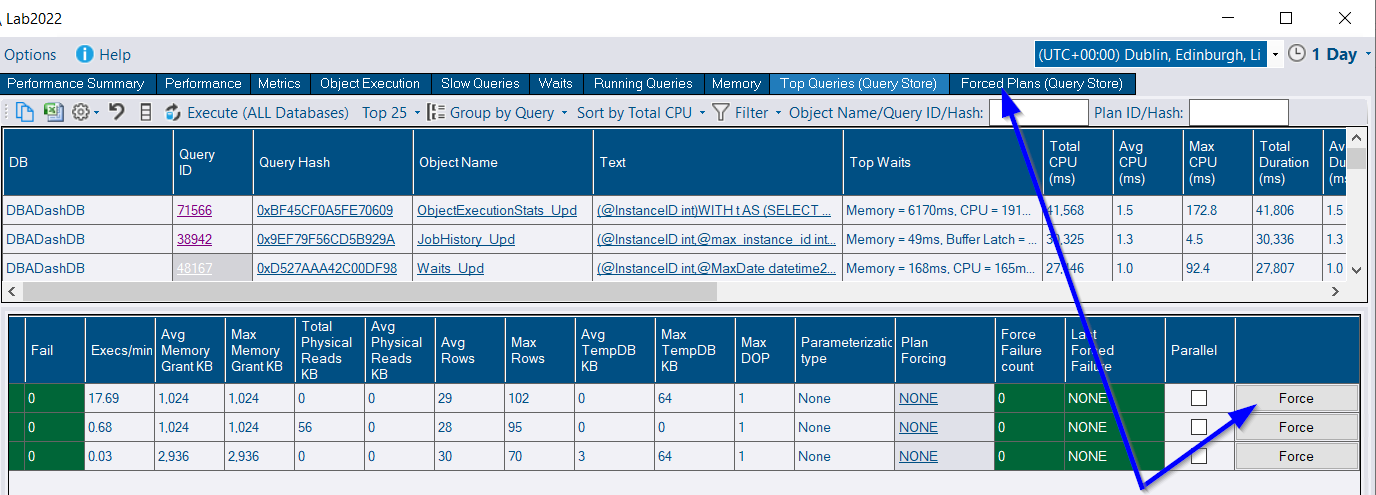 Lab2022
Options Help (UTC+00:00) Dublin, Edinburgh, Li 1 Day
Performance Summary Performance Metrics Object Execution Slow Queries Waits Running Queries Memory Top Queries (Query Store) Forced Plans (Query Store)
Execute (ALL Databases) Top 25 Group by Query Sort by Total CPU Filter Object Name/Query ID/Hash: Plan ID/Hash:
DB Query ID Query Hash Object Name Text Top Waits Total CPU (ms) Avg CPU (ms) Max CPU (ms) Total Duration (ms)
DBADashDB 71566 0xBF45CF0A5FE70609 ObjectExecutionStats_Upd (@InstanceID int)WITH t AS (SELECT ... Memory = 6170ms, CPU = 191... 41,568 1.5 172.8 41,806 1.5
DBADashDB 38942 0x9EF79F56CD5B929A JobHistory_Upd (@InstanceID int,@max_instance_id int... Memory = 49ms, Buffer Latch = ... 1.3 4.5 30,336 1.3
DBADashDB 48167 0xD527AAA42C00DF98 Waits_Upd (@InstanceID int,@MaxDate datetime2... Memory = 168ms, CPU = 165m... 1.0 92.4 27,807 1.0
Fail Execs/min Avg Memory Grant KB Max Memory Grant KB Total Physical Reads KB Avg Physical Reads KB Avg Rows Max Rows Avg TempDB KB Max TempDB KB Max DOP Parameterizatic type Plan Forcing Force Failure count Last Forced Failure Parallel
0 17.69 1,024 1,024 0 0 29 102 0 64 1 None NONE 0 NONE Force
0 0.68 1,024 1,024 56 0 28 95 0 0 1 None NONE 0 NONE Force
0 0.03 2,936 2,936 0 0 30 70 3 64 1 None NONE 0 NONE Force